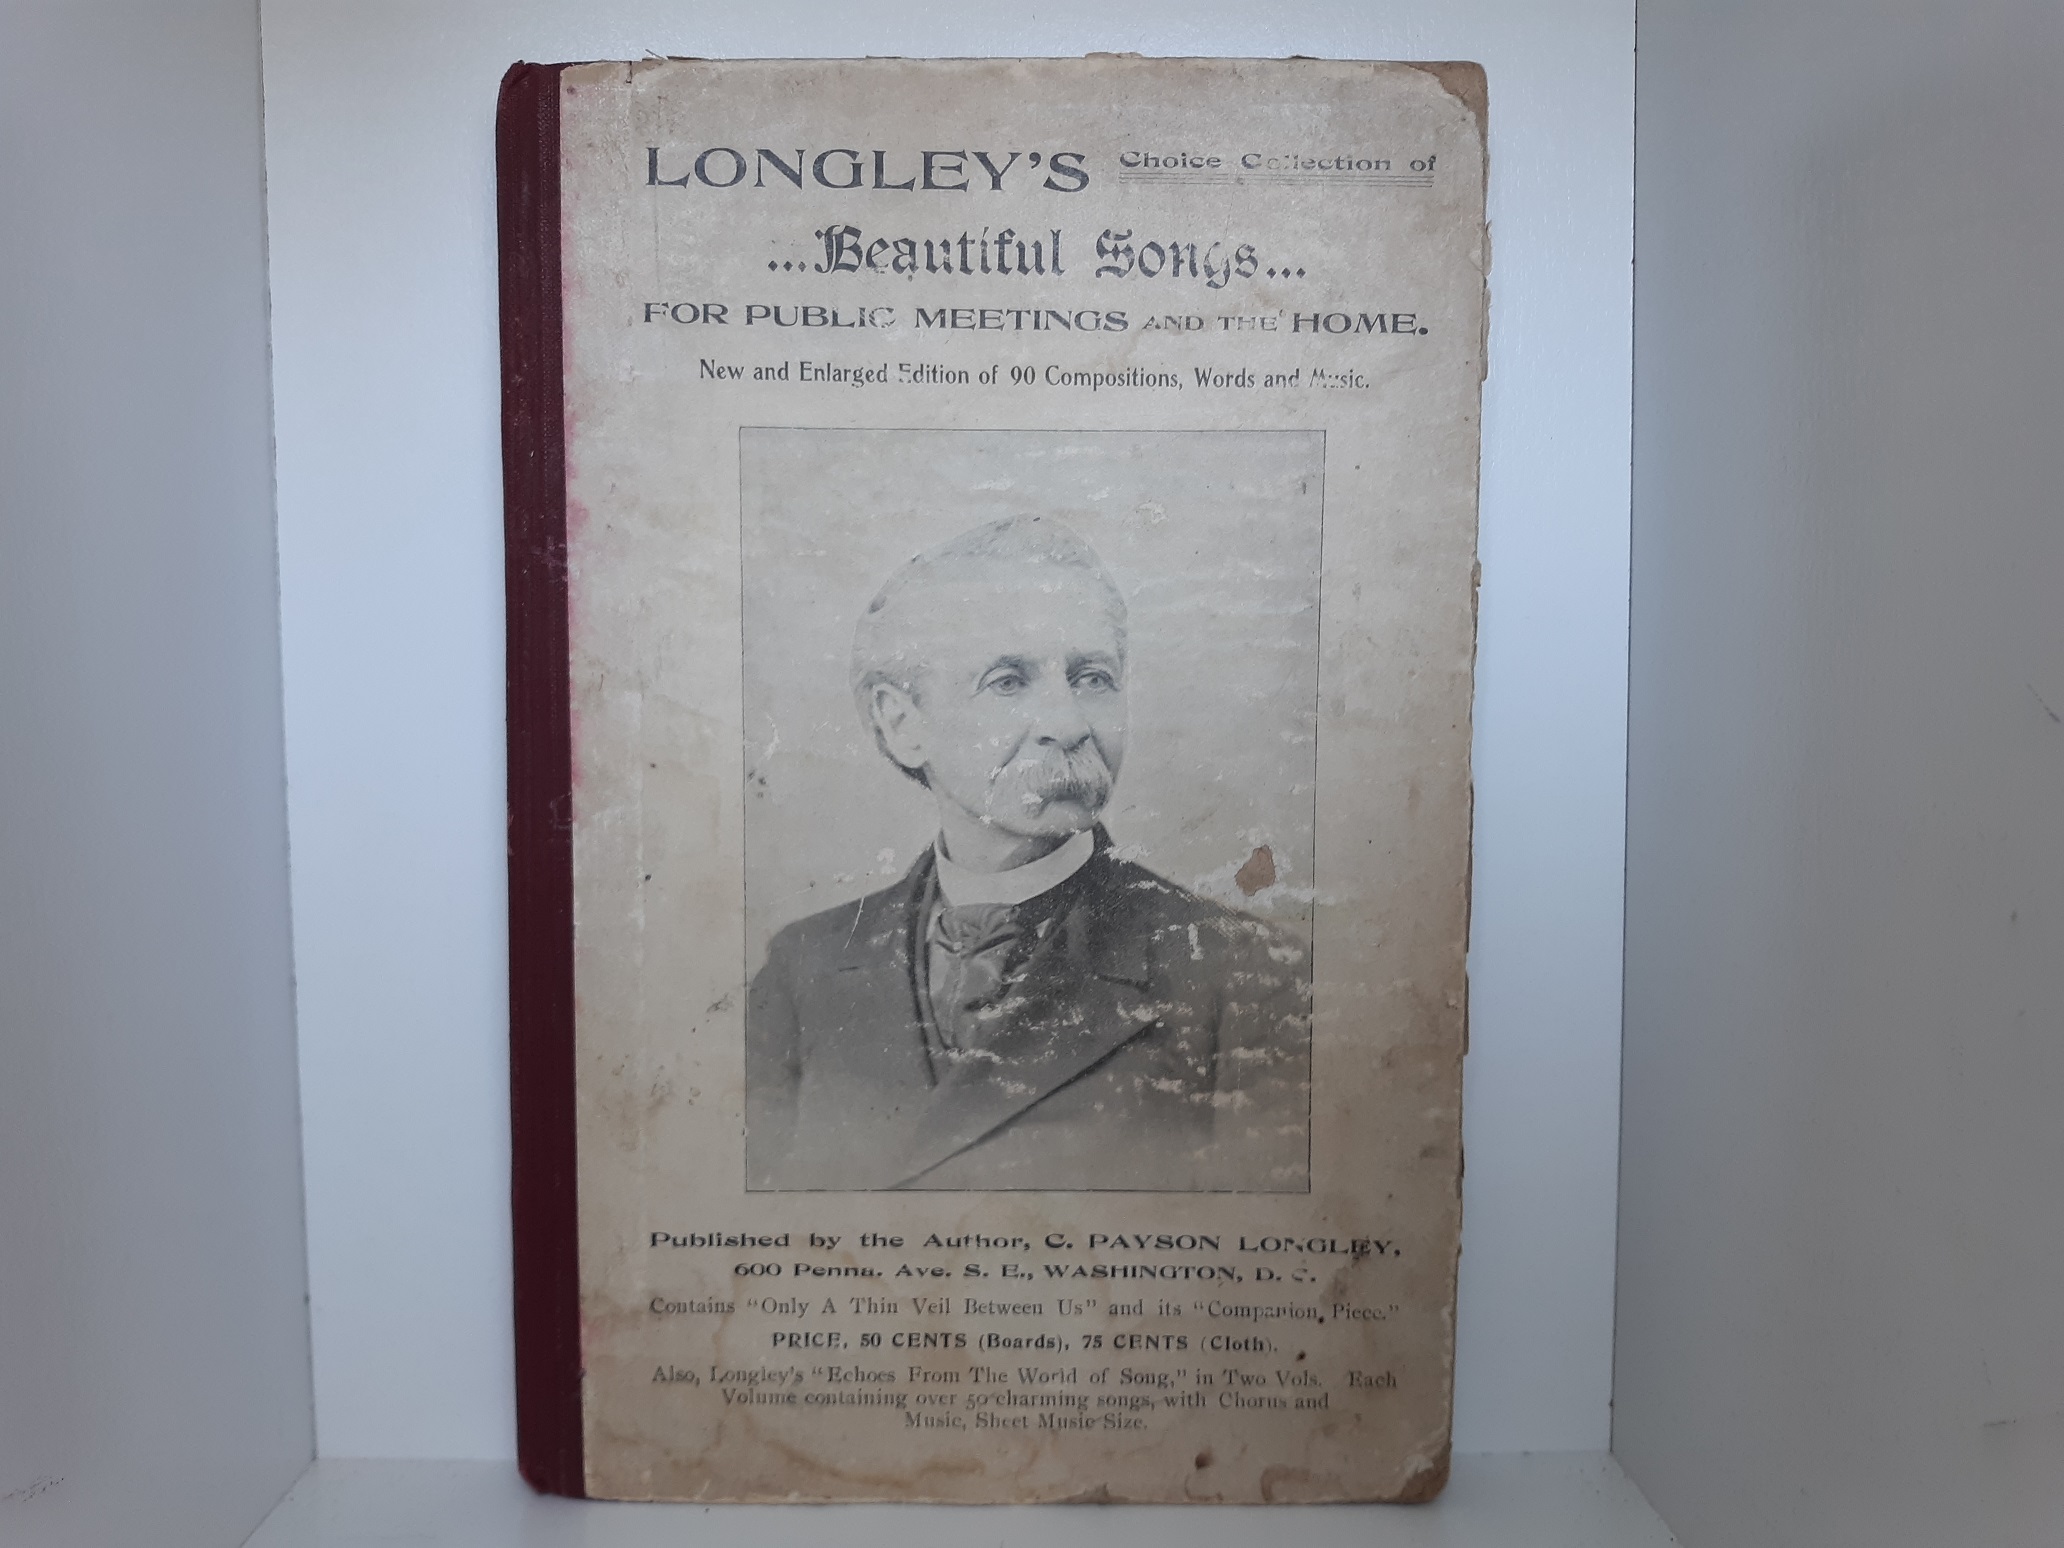 LONGLEY'S Choice Collection of
...Beautiful Songs...
FOR PUBLIC MEETINGS AND THE HOME.
New and Enlarged Edition of 90 Compositions, Words and Music.
Published by the Author, C. PAYSON LONGLEY,
600 Penna. Ave. S. E., WASHINGTON, D. C.
Contains "Only A Thin Veil Between Us" and its "Companion Piece."
PRICE, 50 CENTS (Boards), 75 CENTS (Cloth).
Also, Longley's "Echoes From The World of Song," in Two Vols. Each
Volume containing over 50 charming songs, with Chorus and
Music, Sheet Music Size.